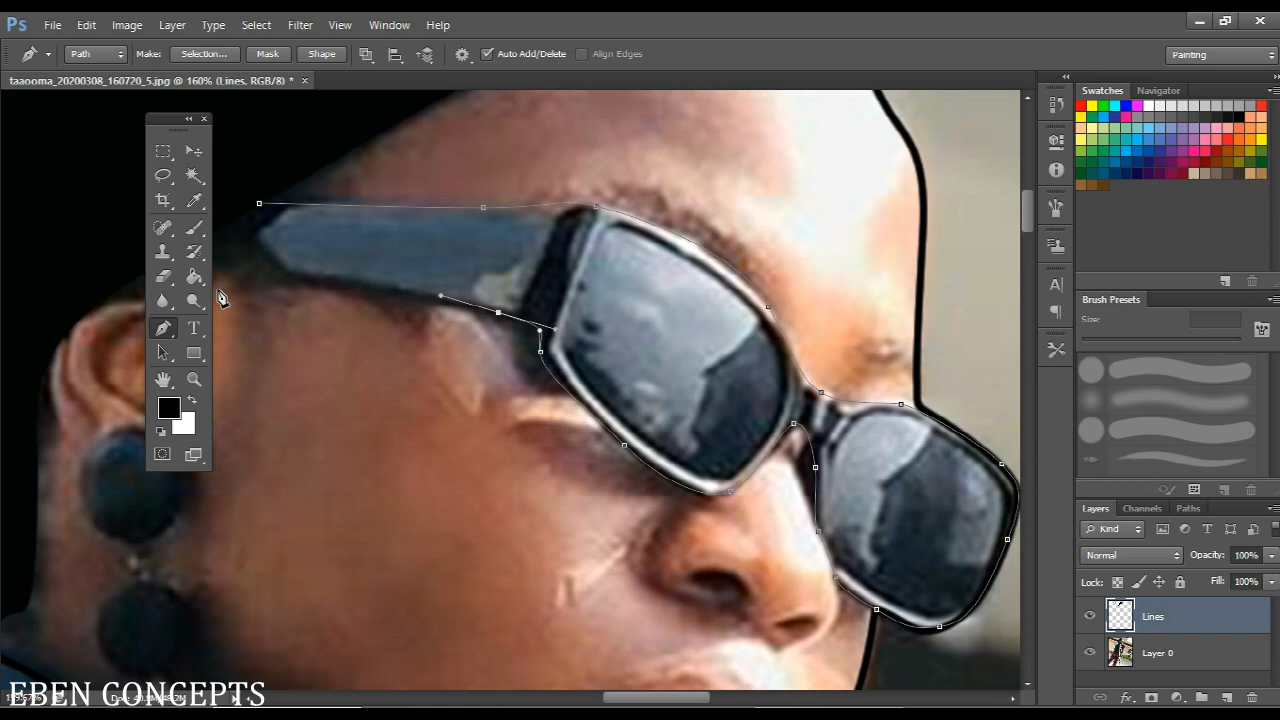 Ps File Edit Image Layer Type Select Filter View Window Help
Path Make: Selection... Mask Shape Auto Add/Delete Align Edges Painting
taaooma_20200308_160720_5.jpg @ 160% (Lines, RGB/8) *
Swatches Navigator
Brush Presets
Size:
Layers Channels Paths
Kind
Normal Opacity: 100%
Lock: Fill: 100%
Lines
Layer 0
EBEN CONCEPTS